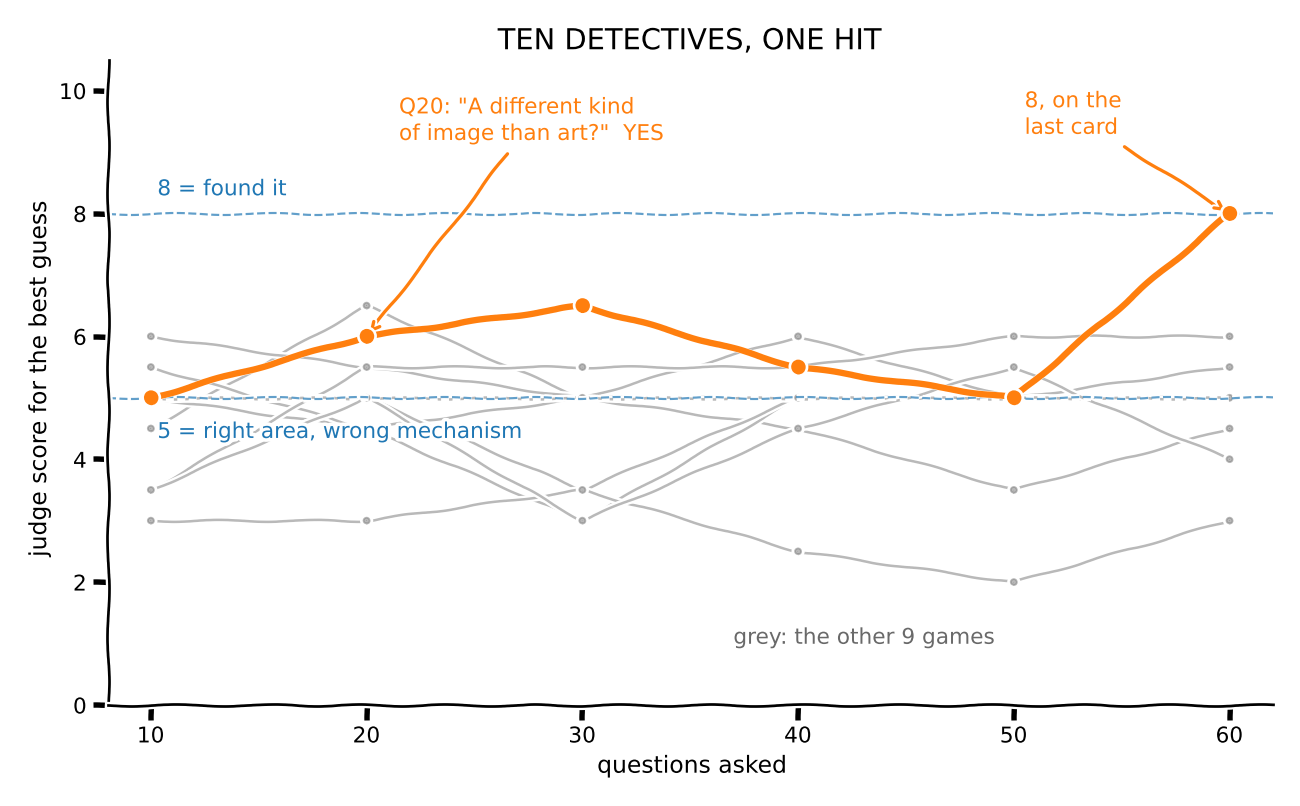 TEN DETECTIVES, ONE HIT
Q20: "A different kind
of image than art?"  YES
8, on the
last card
8 = found it
5 = right area, wrong mechanism
grey: the other 9 games
judge score for the best guess
10
8
6
4
2
0
10 20 30 40 50 60
questions asked